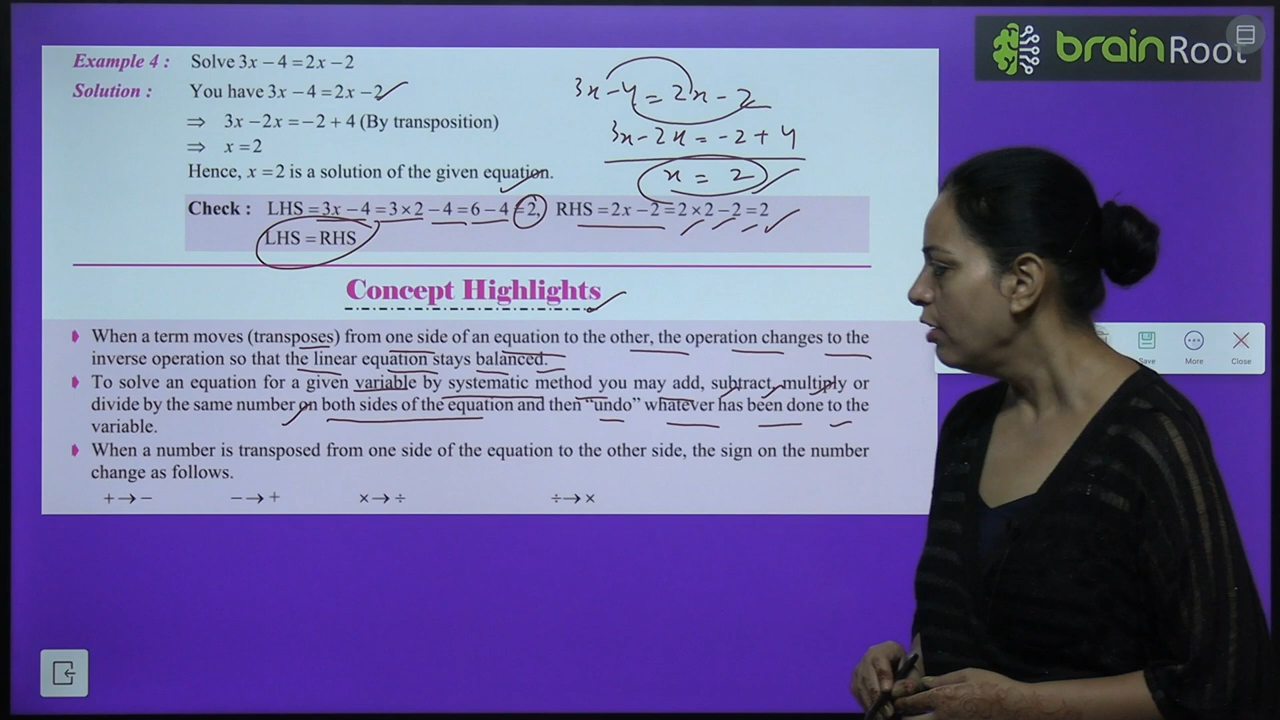 Example 4 : Solve 3x − 4 = 2x − 2
Solution : You have 3x − 4 = 2x − 2
⇒ 3x − 2x = −2 + 4 (By transposition)
⇒ x = 2
Hence, x = 2 is a solution of the given equation.
Check : LHS = 3x − 4 = 3 × 2 − 4 = 6 − 4 = 2, RHS = 2x − 2 = 2 × 2 − 2 = 2
LHS = RHS
3x − 4 = 2x − 2
3x − 2x = −2 + 4
x = 2
brainRoot
Concept Highlights
When a term moves (transposes) from one side of an equation to the other, the operation changes to the
inverse operation so that the linear equation stays balanced.
To solve an equation for a given variable by systematic method you may add, subtract, multiply or
divide by the same number on both sides of the equation and then "undo" whatever has been done to the
variable.
When a number is transposed from one side of the equation to the other side, the sign on the number
change as follows.
+ → − − → + × → ÷ ÷ → ×
Save More Close